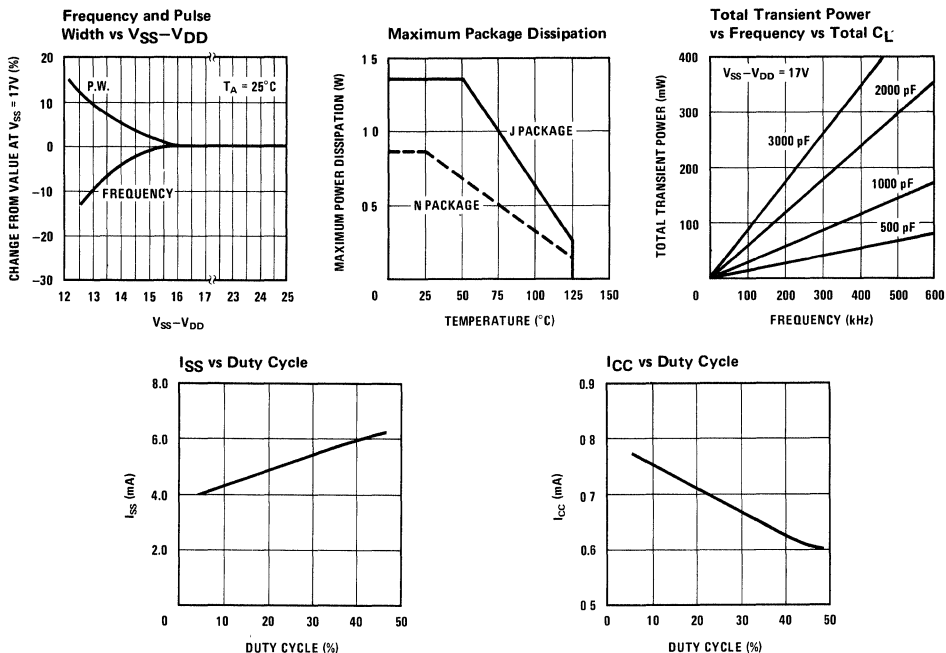 Frequency and Pulse
Width vs VSS–VDD
CHANGE FROM VALUE AT VSS = 17V (%)
20
10
0
–10
–20
–30
P.W.
TA = 25°C
FREQUENCY
12 13 14 15 16 17 23 24 25
VSS–VDD
Maximum Package Dissipation
MAXIMUM POWER DISSIPATION (W)
1 5
1 0
0 5
J PACKAGE
N PACKAGE
0 25 50 75 100 125 150
TEMPERATURE (°C)
Total Transient Power
vs Frequency vs Total CL
TOTAL TRANSIENT POWER (mW)
400
300
200
100
VSS–VDD = 17V
2000 pF
3000 pF
1000 pF
500 pF
0 100 200 300 400 500 600
FREQUENCY (kHz)
ISS vs Duty Cycle
ISS (mA)
8.0
6.0
4.0
2.0
0 10 20 30 40 50
DUTY CYCLE (%)
ICC vs Duty Cycle
ICC (mA)
0.9
0 8
0 7
0.6
0 5
0 10 20 30 40 50
DUTY CYCLE (%)